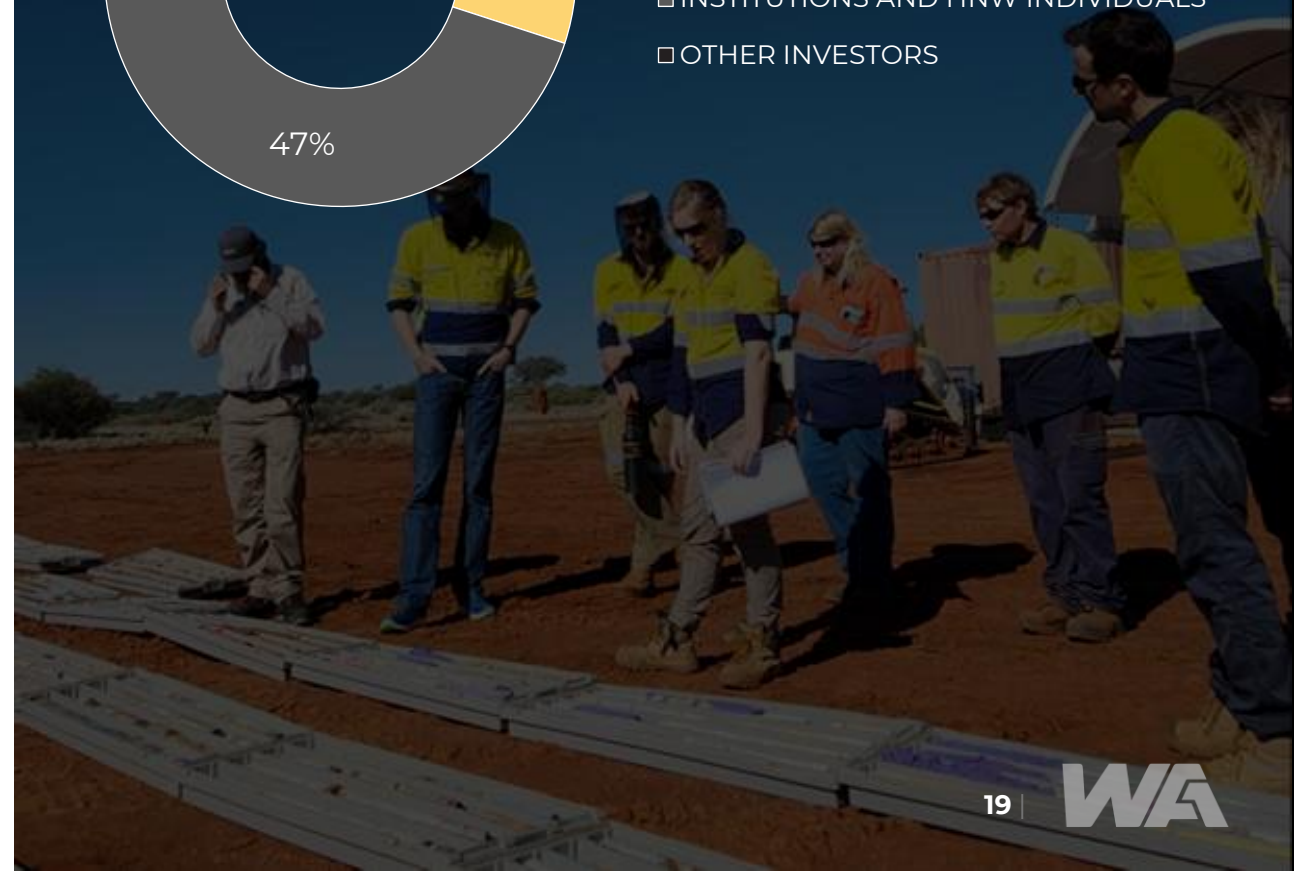 INSTITUTIONS AND HNW INDIVIDUALS
OTHER INVESTORS
47%
19 |
WA